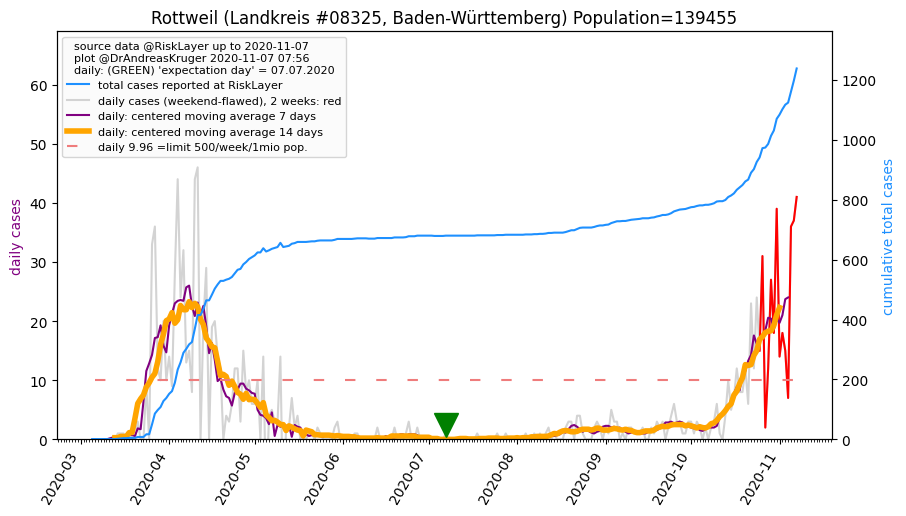 Rottweil (Landkreis #08325, Baden-Württemberg) Population=139455
source data @RiskLayer up to 2020-11-07
plot @DrAndreasKruger 2020-11-07 07:56
daily: (GREEN) 'expectation day' = 07.07.2020
total cases reported at RiskLayer
daily cases (weekend-flawed), 2 weeks: red
daily: centered moving average 7 days
daily: centered moving average 14 days
daily 9.96 =limit 500/week/1mio pop.
daily cases
60
50
40
30
20
10
0
1200
1000
800
600
400
200
0
cumulative total cases
2020-03
2020-04
2020-05
2020-06
2020-07
2020-08
2020-09
2020-10
2020-11